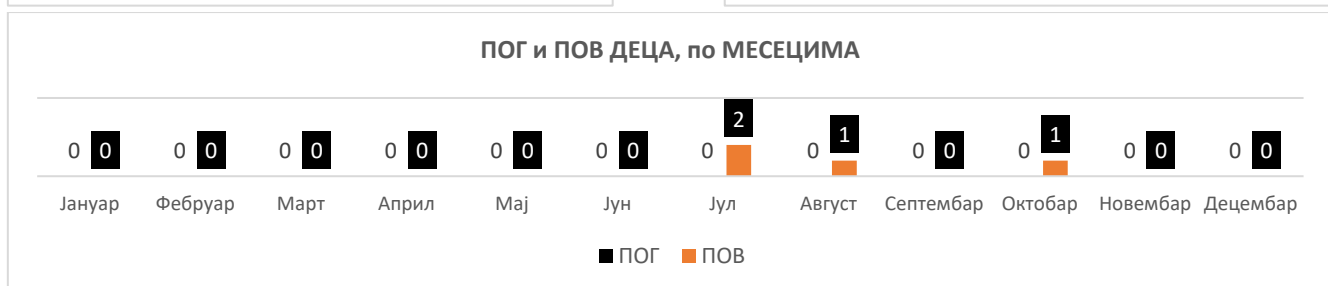 ПОГ и ПОВ ДЕЦА, по МЕСЕЦИМА
2
1
1
0 0 0 0 0 0 0 0 0 0 0 0 0 0 0 0 0 0 0 0 0
Јануар Фебруар Март Април Мај Јун Јул Август Септембар Октобар Новембар Децембар
ПОГ ПОВ